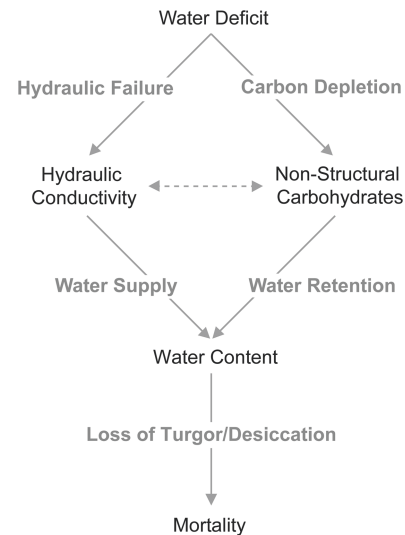 Water Deficit
Hydraulic Failure
Carbon Depletion
Hydraulic
Conductivity
Non-Structural
Carbohydrates
Water Supply
Water Retention
Water Content
Loss of Turgor/Desiccation
Mortality